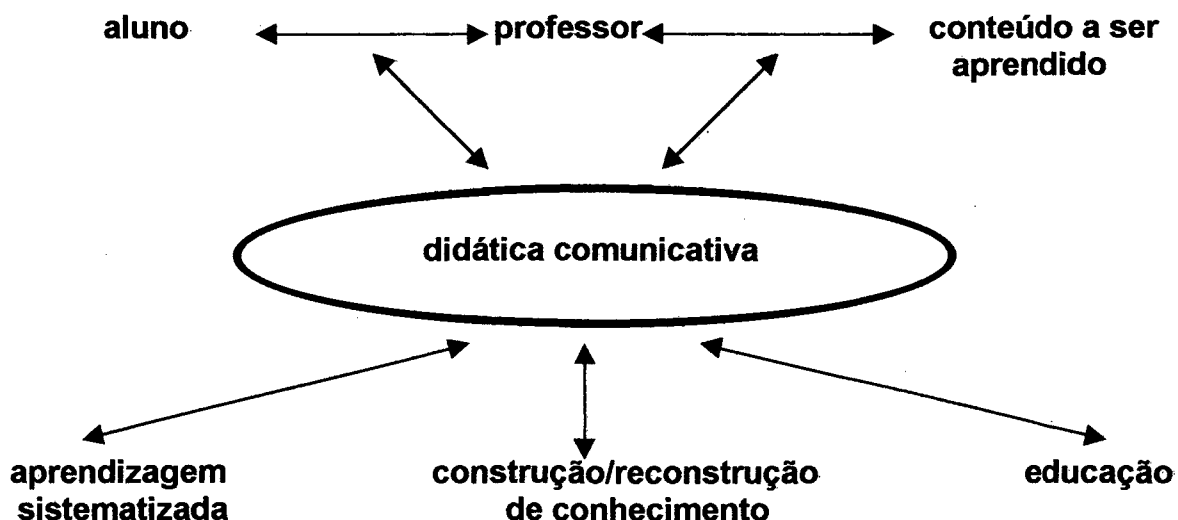 aluno professor conteúdo a ser
aprendido
didática comunicativa
aprendizagem
sistematizada
construção/reconstrução
de conhecimento
educação